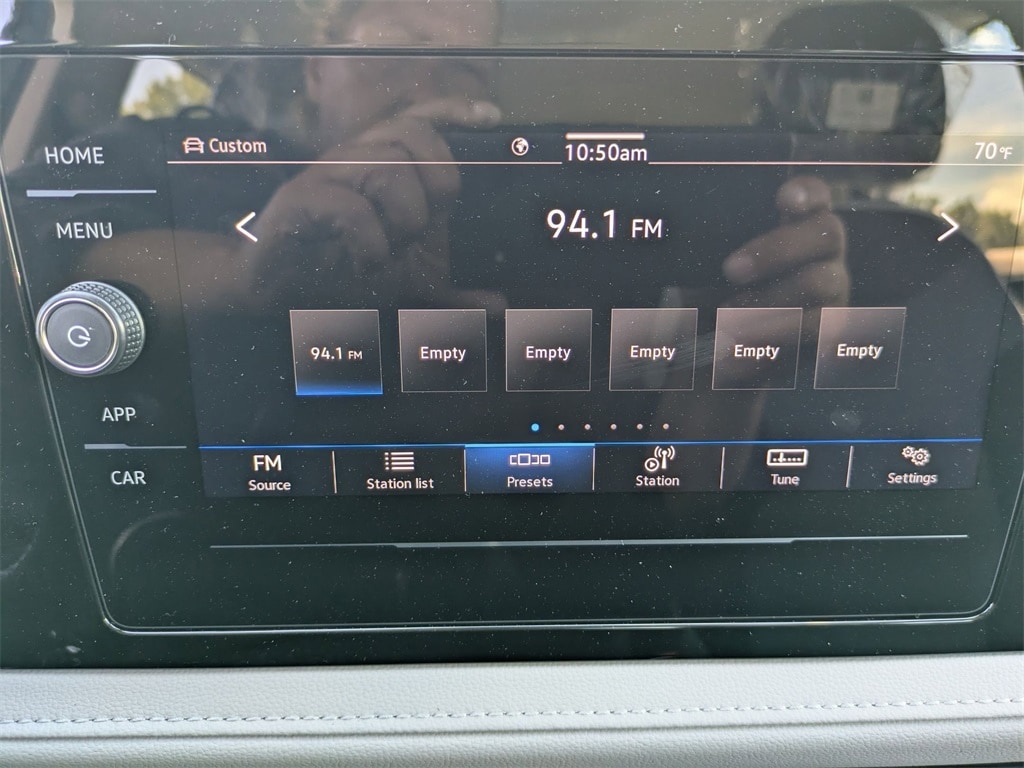 HOME
MENU
APP
CAR
Custom
10:50am
70°F
94.1 FM
94.1 FM
Empty
Empty
Empty
Empty
Empty
FM
Source
Station list
Presets
Station
Tune
Settings